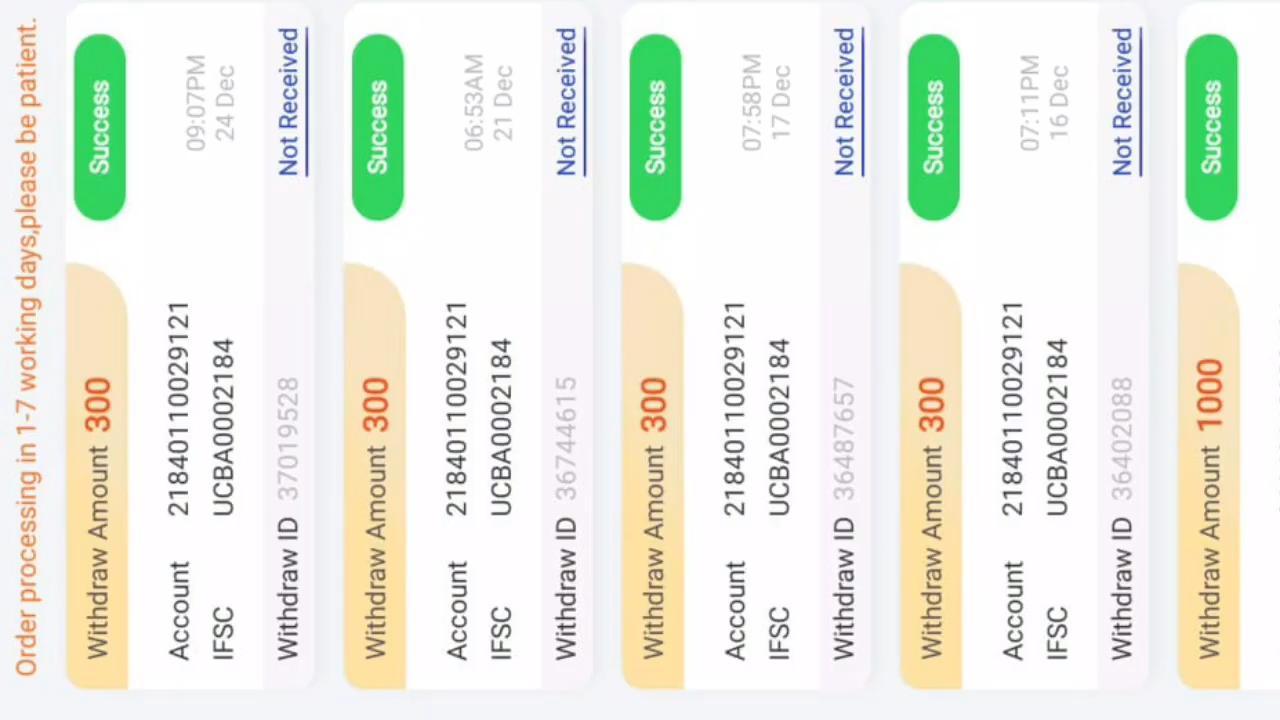 Order processing in 1-7 working days,please be patient.
Withdraw Amount 300 Success
Account 21840110029121 09:07PM
IFSC UCBA0002184 24 Dec
Withdraw ID 37019528 Not Received
Withdraw Amount 300 Success
Account 21840110029121 06:53AM
IFSC UCBA0002184 21 Dec
Withdraw ID 36744615 Not Received
Withdraw Amount 300 Success
Account 21840110029121 07:58PM
IFSC UCBA0002184 17 Dec
Withdraw ID 36487657 Not Received
Withdraw Amount 300 Success
Account 21840110029121 07:11PM
IFSC UCBA0002184 16 Dec
Withdraw ID 36402088 Not Received
Withdraw Amount 1000 Success